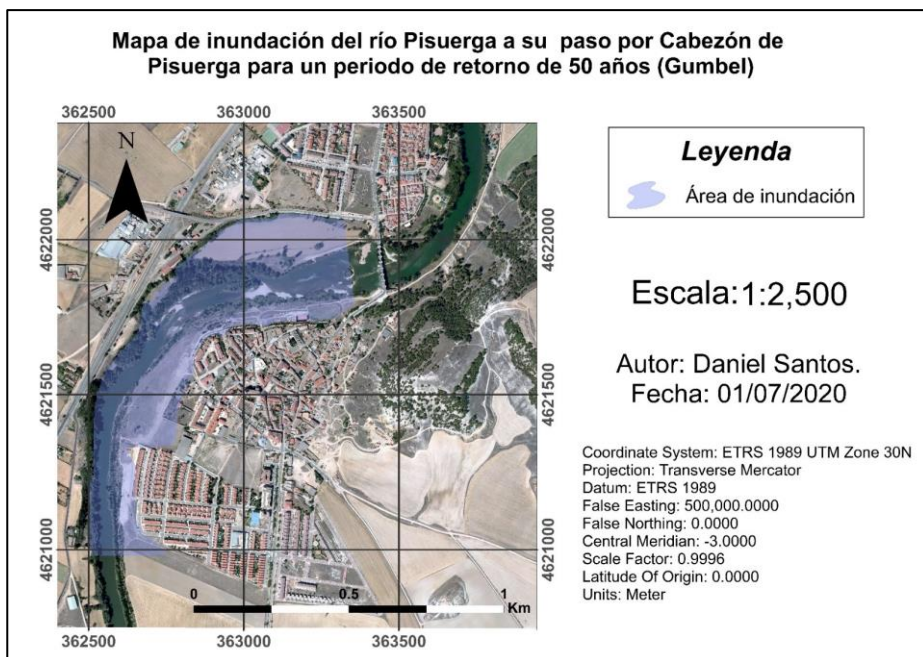 Mapa de inundación del río Pisuerga a su paso por Cabezón de
Pisuerga para un periodo de retorno de 50 años (Gumbel)
362500
363000
363500
N
4622000
4622000
4621500
4621500
4621000
4621000
0
0.5
1
Km
362500
363000
363500
Leyenda
Área de inundación
Escala:1:2,500
Autor: Daniel Santos.
Fecha: 01/07/2020
Coordinate System: ETRS 1989 UTM Zone 30N
Projection: Transverse Mercator
Datum: ETRS 1989
False Easting: 500,000.0000
False Northing: 0.0000
Central Meridian: -3.0000
Scale Factor: 0.9996
Latitude Of Origin: 0.0000
Units: Meter